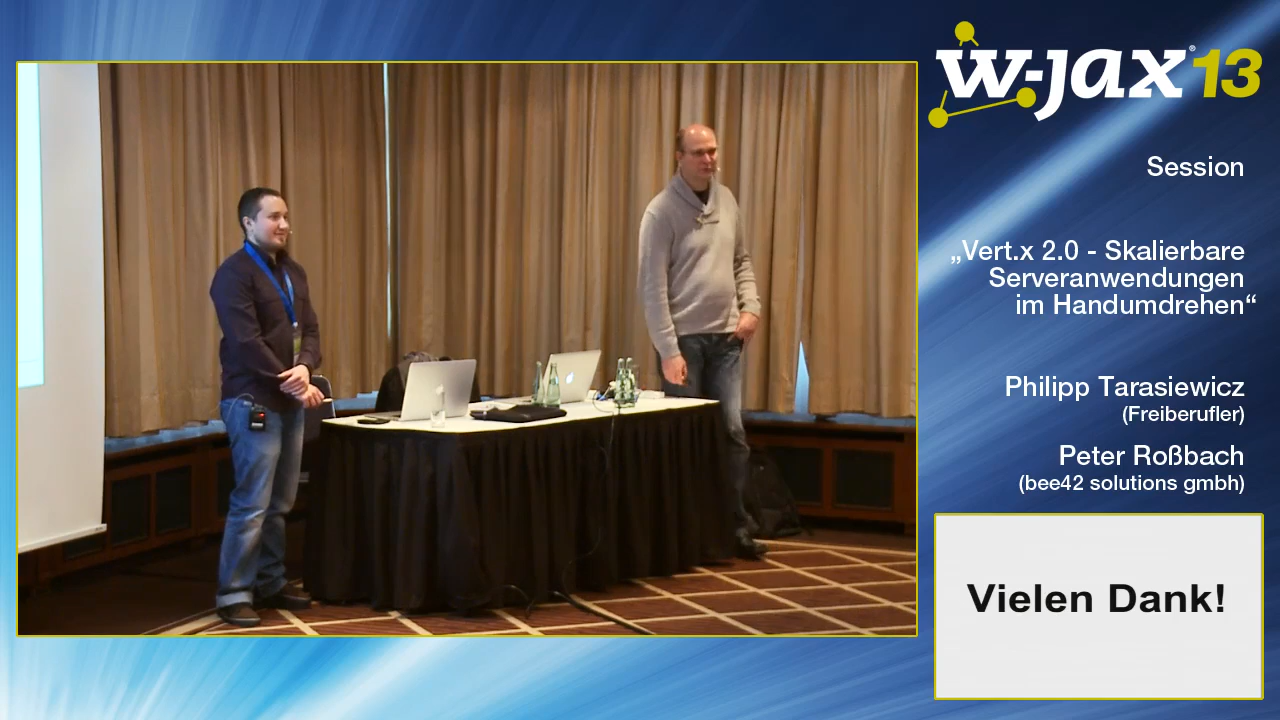 w-jax®13
Session
„Vert.x 2.0 - Skalierbare
Serveranwendungen
im Handumdrehen“
Philipp Tarasiewicz
(Freiberufler)
Peter Roßbach
(bee42 solutions gmbh)
Vielen Dank!